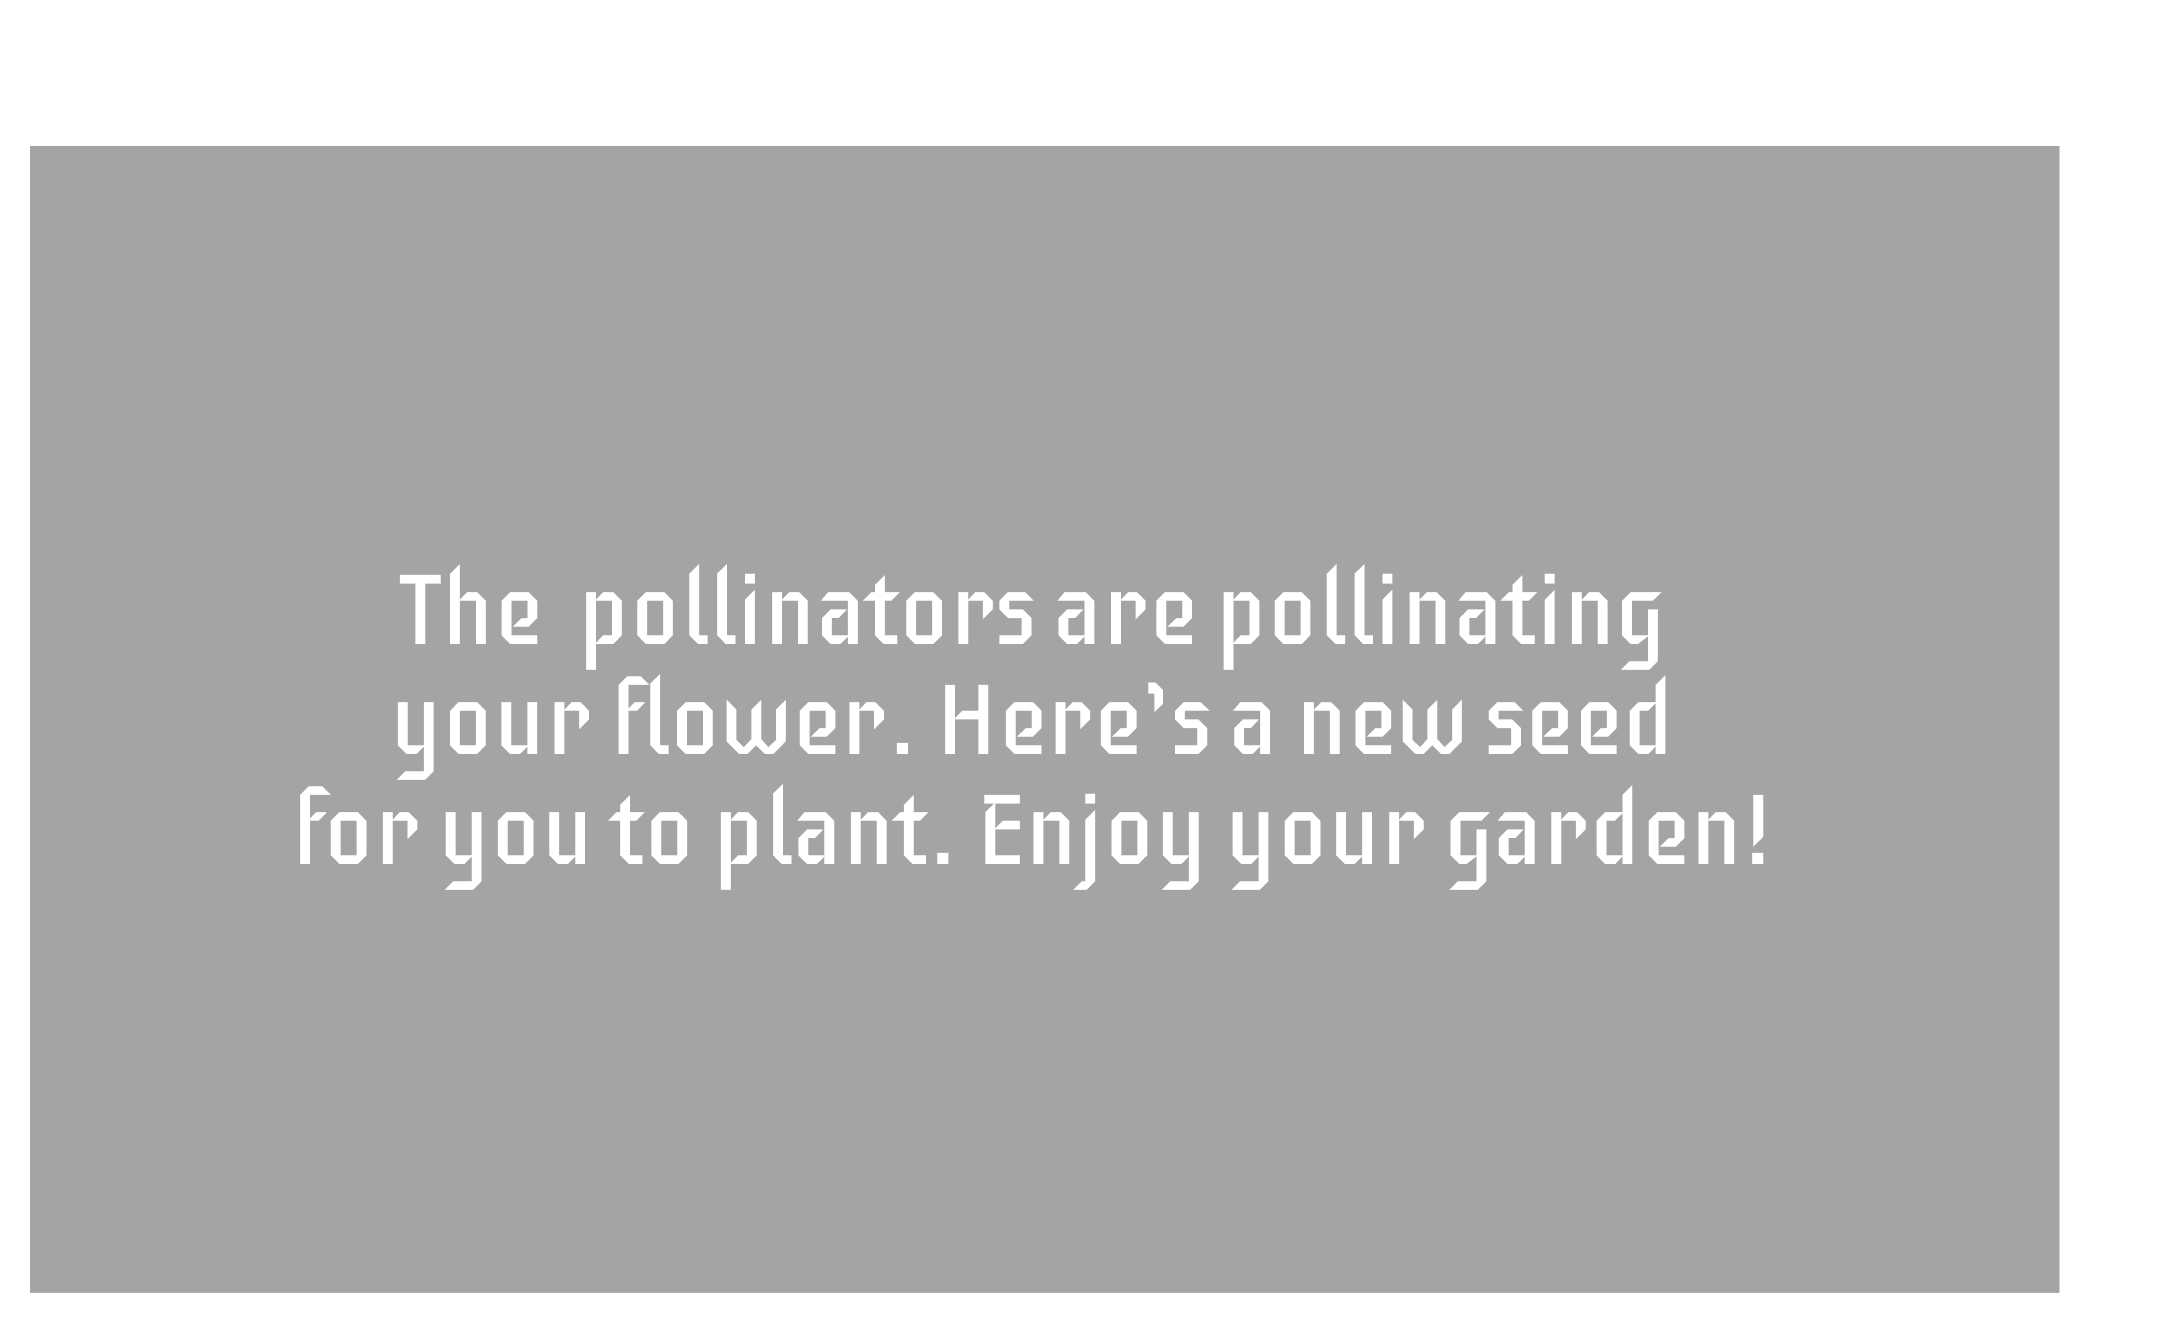 The pollinators are pollinating
your flower. Here’s a new seed
for you to plant. Enjoy your garden!